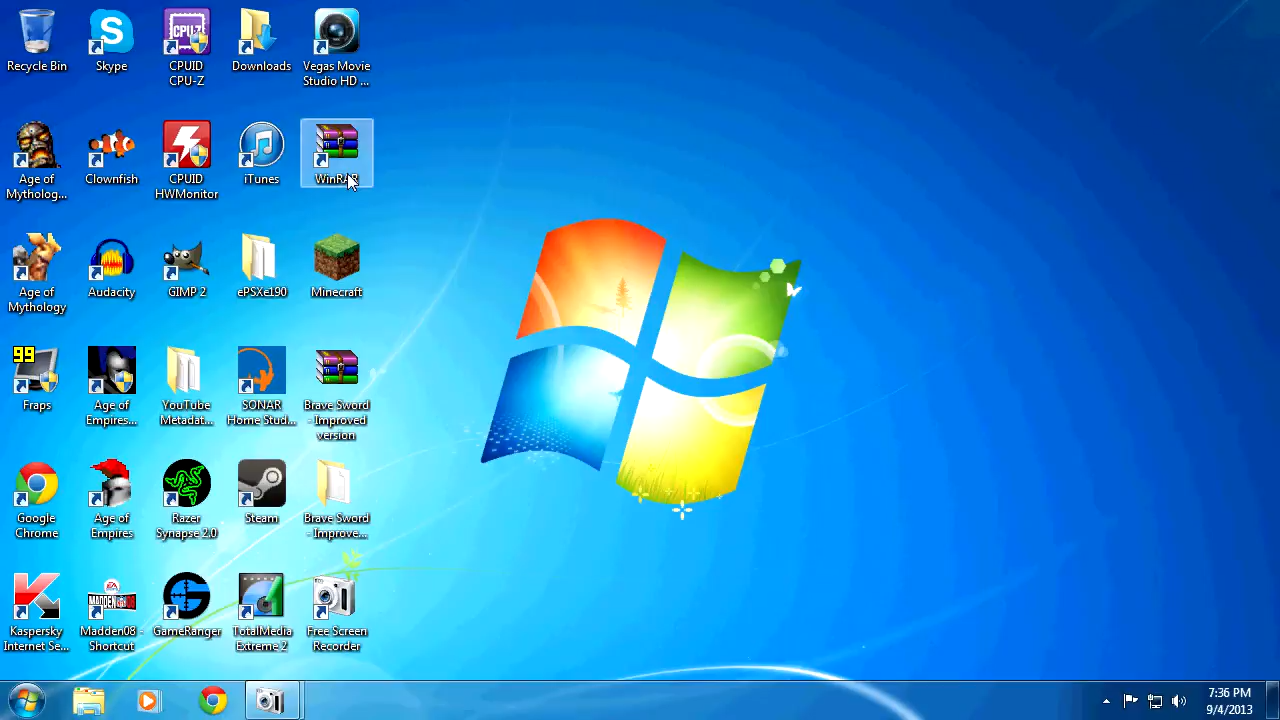 Recycle Bin
Skype
CPUID
CPU-Z
Downloads
Vegas Movie
Studio HD ...
Age of
Mytholog...
Clownfish
CPUID
HWMonitor
iTunes
WinRAR
Age of
Mythology
Audacity
GIMP 2
ePSXe190
Minecraft
99
Fraps
Age of
Empires...
YouTube
Metadat...
SONAR
Home Stud...
Brave Sword
- Improved
version
Google
Chrome
Age of
Empires
Razer
Synapse 2.0
Steam
Brave Sword
- Improve...
Kaspersky
Internet Se...
Madden08 -
Shortcut
GameRanger
TotalMedia
Extreme 2
Free Screen
Recorder
7:36 PM
9/4/2013